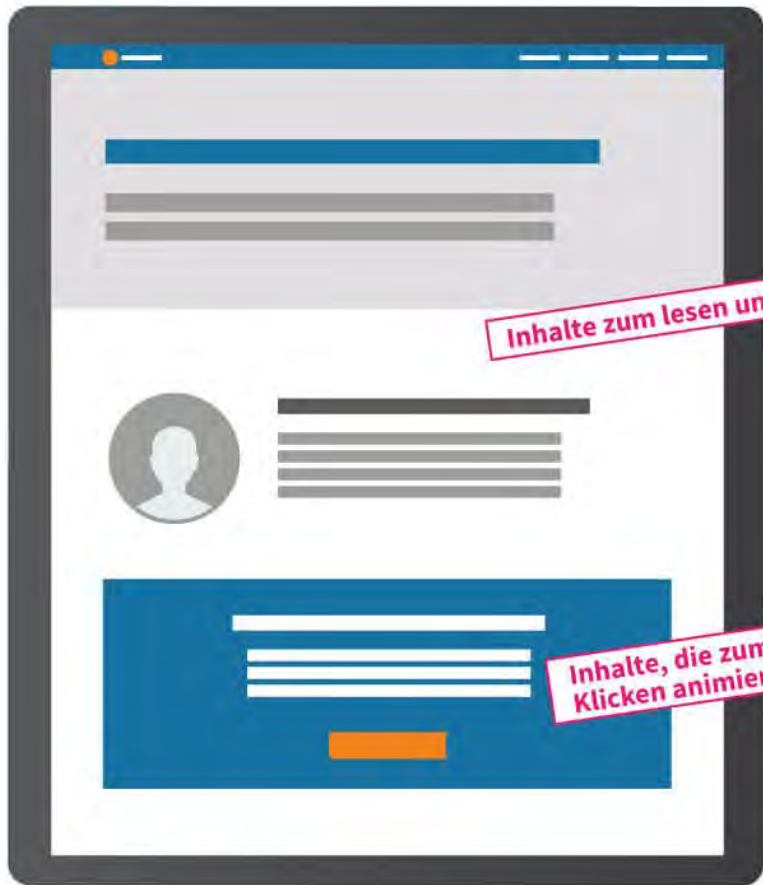 Inhalte zum lesen un
Inhalte, die zum
Klicken animier